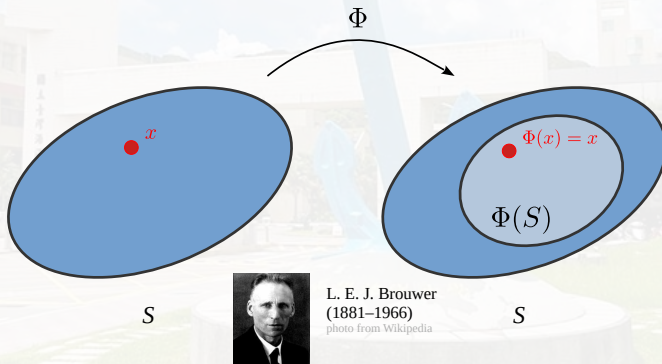 Φ
x
Φ(x) = x
Φ(S)
S
L. E. J. Brouwer
(1881–1966)
photo from Wikipedia
S